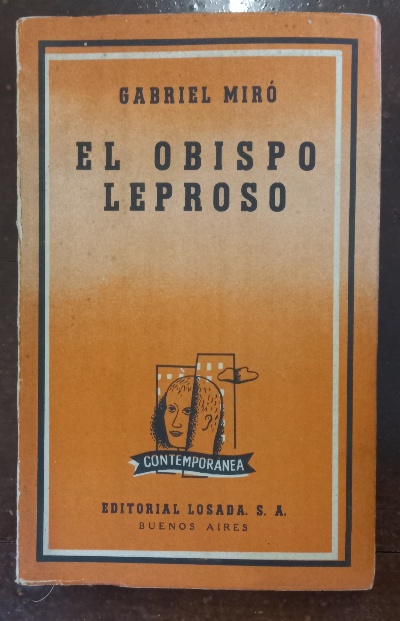 GABRIEL MIRÓ
EL OBISPO
LEPROSO
CONTEMPORANEA
EDITORIAL LOSADA. S. A.
BUENOS AIRES